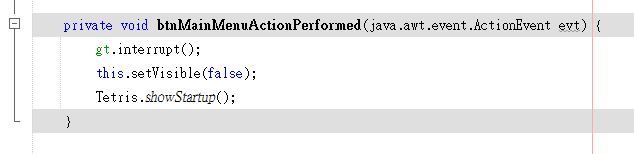 private void btnMainMenuActionPerformed(java.awt.event.ActionEvent evt) {
gt.interrupt();
this.setVisible(false);
Tetris.showStartup();
}